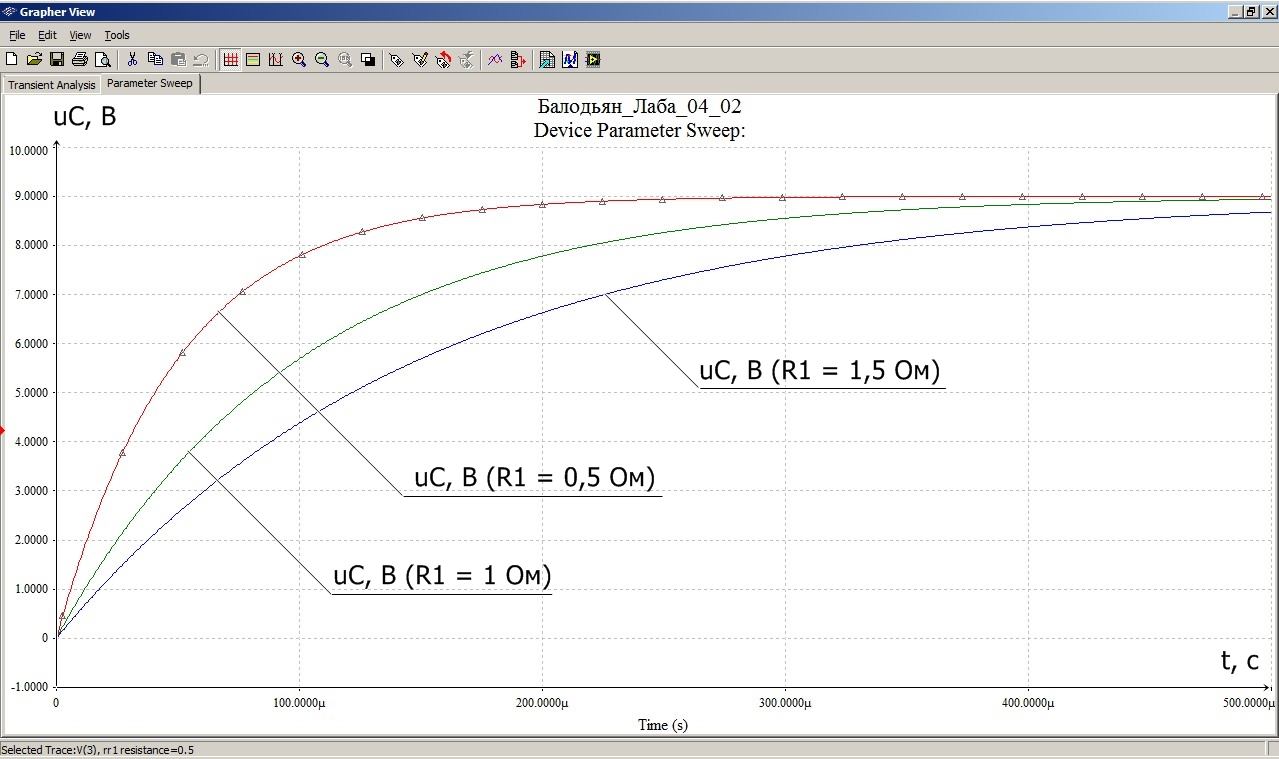 Grapher View
File Edit View Tools
Transient Analysis Parameter Sweep
uC, В
Балодьян_Лаба_04_02
Device Parameter Sweep:
10.0000
9.0000
8.0000
7.0000
6.0000
5.0000
4.0000
3.0000
2.0000
1.0000
0
-1.0000
uC, В (R1 = 1,5 Ом)
uC, В (R1 = 0,5 Ом)
uC, В (R1 = 1 Ом)
t, c
0 100.0000µ 200.0000µ 300.0000µ 400.0000µ 500.0000µ
Time (s)
Selected Trace:V(3), rr1 resistance=0.5